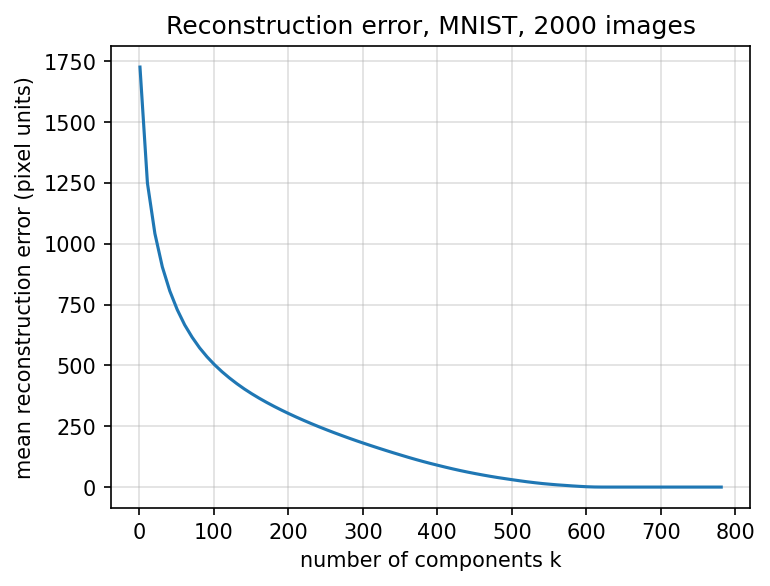 Reconstruction error, MNIST, 2000 images
mean reconstruction error (pixel units)
1750
1500
1250
1000
750
500
250
0
0 100 200 300 400 500 600 700 800
number of components k